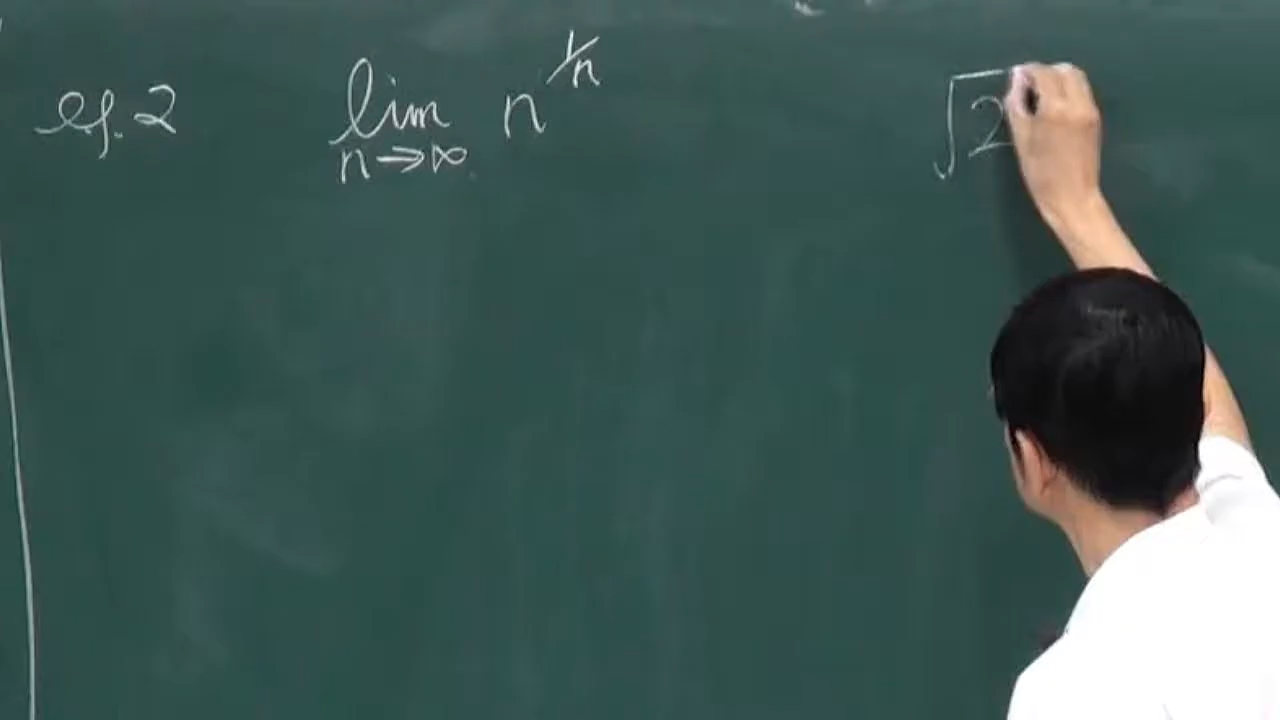 eg. 2 lim n→∞ n^{1/n} √2